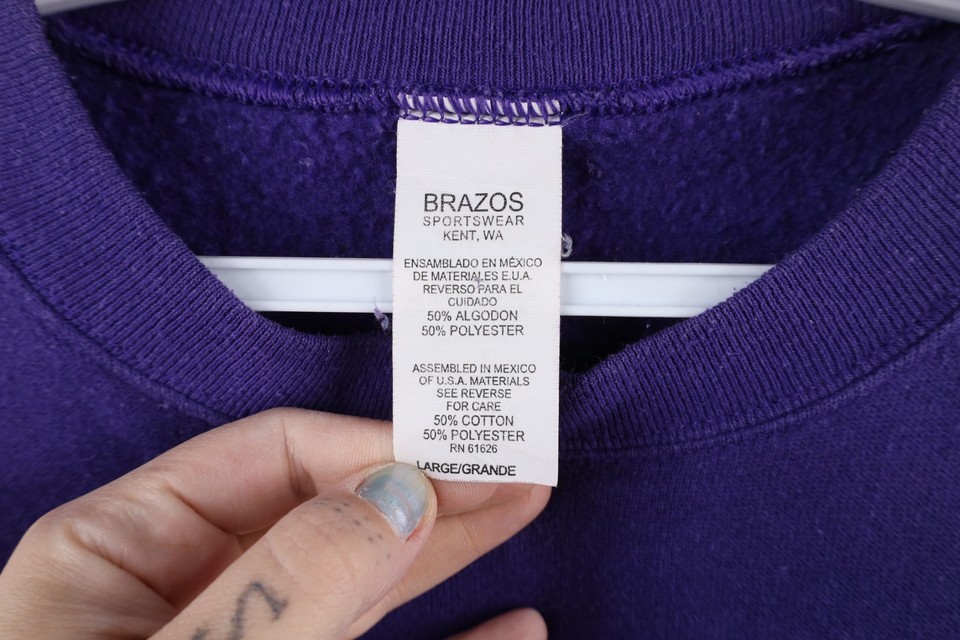 BRAZOS
SPORTSWEAR
KENT, WA
ENSAMBLADO EN MÉXICO
DE MATERIALES E.U.A.
REVERSO PARA EL
CUIDADO
50% ALGODON
50% POLYESTER
ASSEMBLED IN MEXICO
OF U.S.A. MATERIALS
SEE REVERSE
FOR CARE
50% COTTON
50% POLYESTER
RN 61626
LARGE/GRANDE